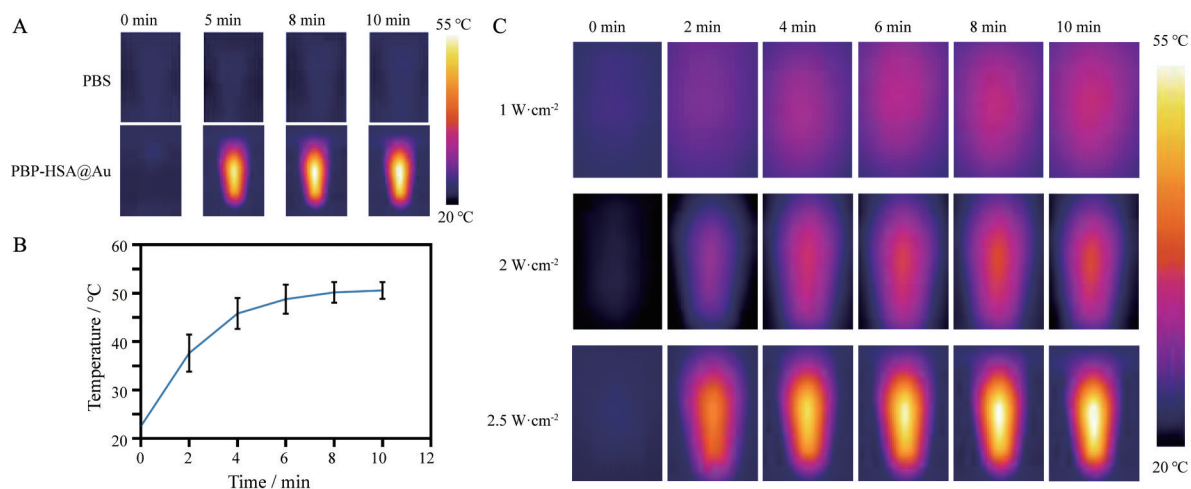 A
0 min 5 min 8 min 10 min
55 ℃
PBS
PBP-HSA@Au
20 ℃
B
60
50
40
30
20
0 2 4 6 8 10 12
Temperature / ℃
Time / min
C
0 min 2 min 4 min 6 min 8 min 10 min
55 ℃
1 W·cm⁻²
2 W·cm⁻²
2.5 W·cm⁻²
20 ℃